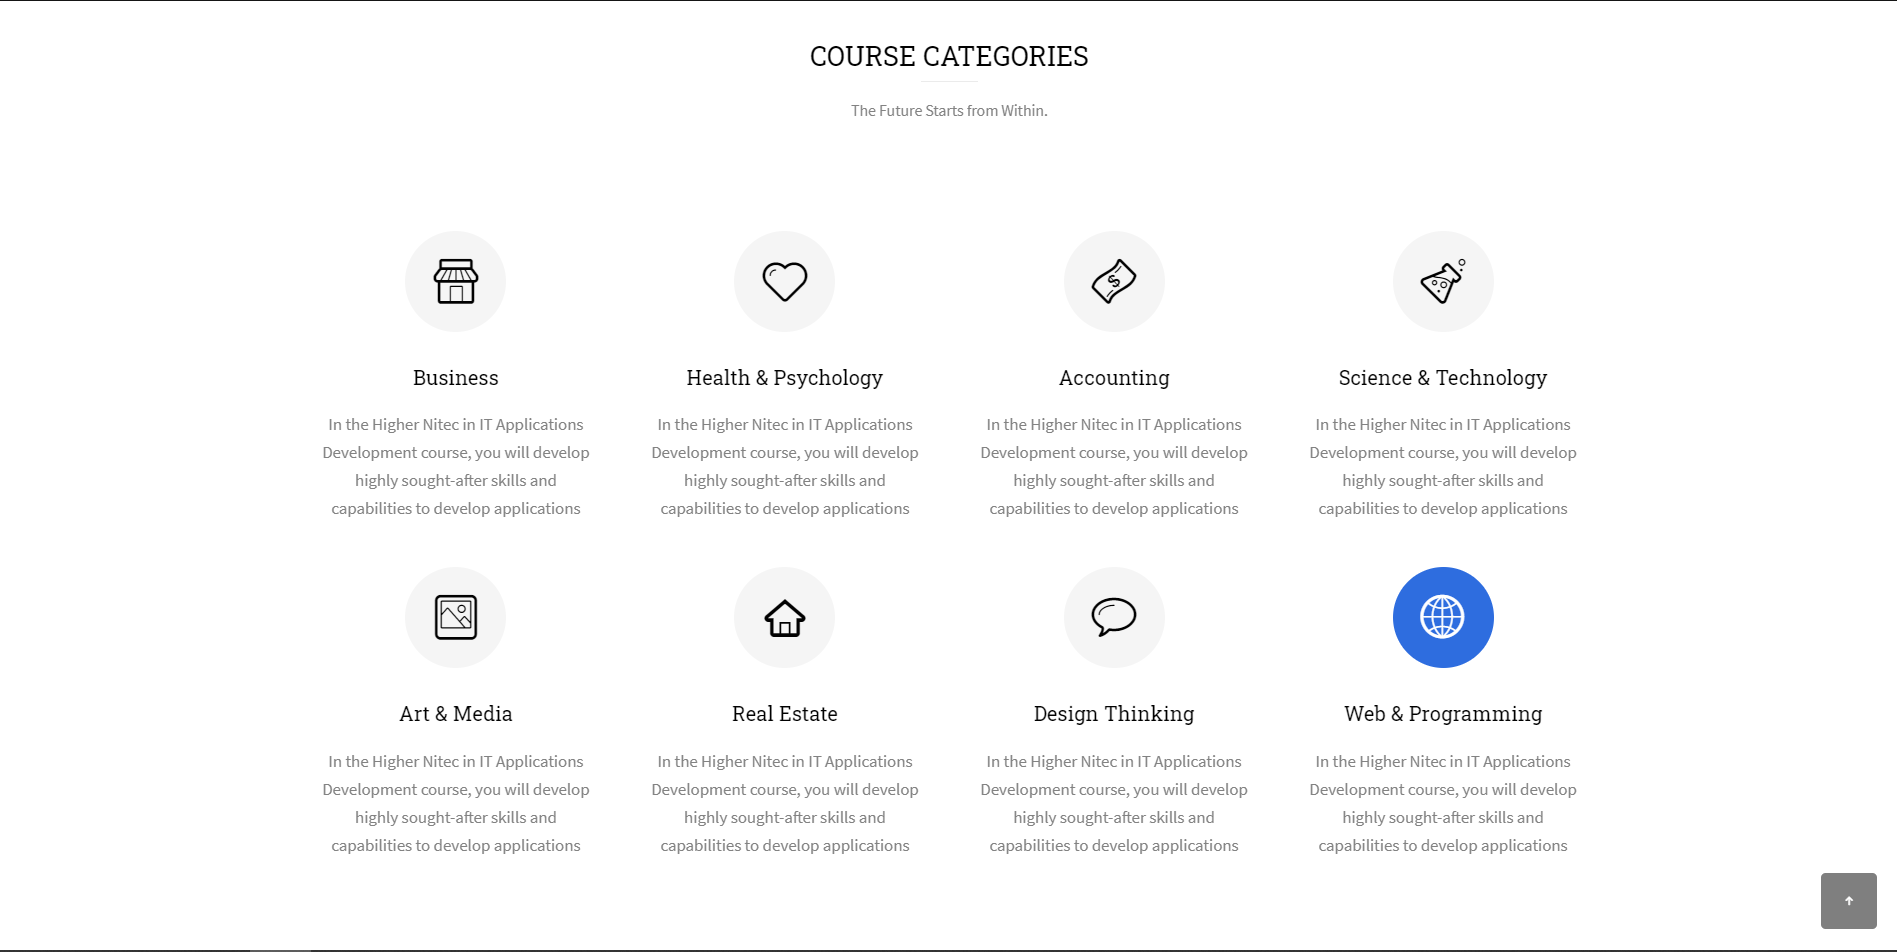 COURSE CATEGORIES
The Future Starts from Within.
Business
In the Higher Nitec in IT Applications
Development course, you will develop
highly sought-after skills and
capabilities to develop applications
Health & Psychology
In the Higher Nitec in IT Applications
Development course, you will develop
highly sought-after skills and
capabilities to develop applications
Accounting
In the Higher Nitec in IT Applications
Development course, you will develop
highly sought-after skills and
capabilities to develop applications
Science & Technology
In the Higher Nitec in IT Applications
Development course, you will develop
highly sought-after skills and
capabilities to develop applications
Art & Media
In the Higher Nitec in IT Applications
Development course, you will develop
highly sought-after skills and
capabilities to develop applications
Real Estate
In the Higher Nitec in IT Applications
Development course, you will develop
highly sought-after skills and
capabilities to develop applications
Design Thinking
In the Higher Nitec in IT Applications
Development course, you will develop
highly sought-after skills and
capabilities to develop applications
Web & Programming
In the Higher Nitec in IT Applications
Development course, you will develop
highly sought-after skills and
capabilities to develop applications